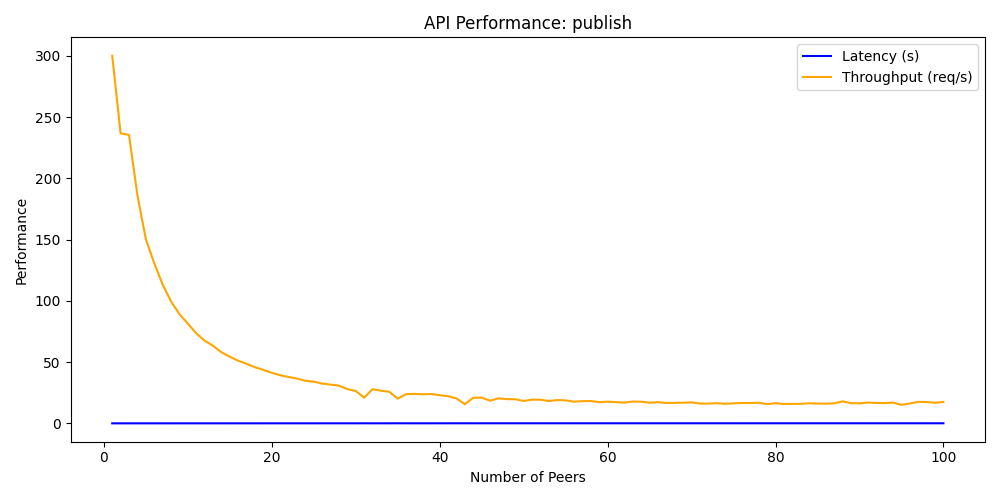 API Performance: publish
Latency (s)
Throughput (req/s)
Performance
300
250
200
150
100
50
0
0 20 40 60 80 100
Number of Peers